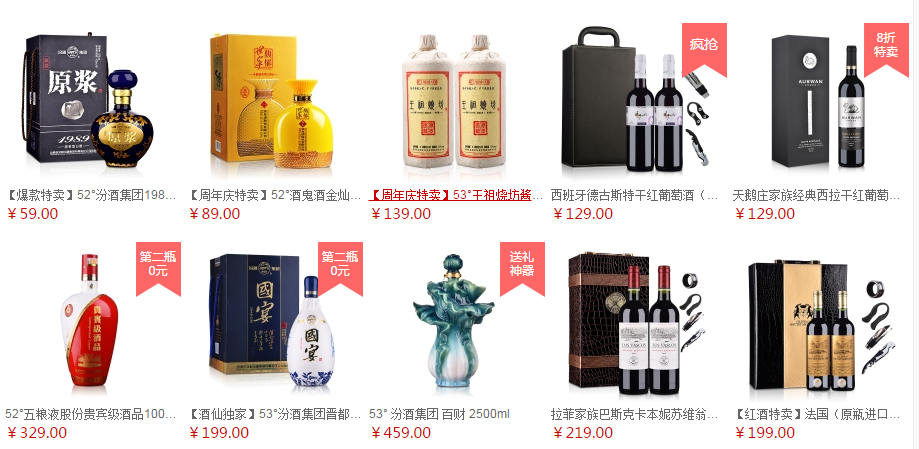 原浆
1989
原浆
疯抢
8折
特卖
AURWAN
【爆款特卖】52°汾酒集团198...
【周年庆特卖】52°酒鬼酒金灿...
【周年庆特卖】53°王祖烧坊酱...
西班牙德古斯特干红葡萄酒（...
天鹅庄家族经典西拉干红葡萄...
￥59.00
￥89.00
￥139.00
￥129.00
￥129.00
第二瓶
0元
第二瓶
0元
送礼
神器
國宴
國宴
LOS VASCOS
52°五粮液股份贵宾级酒品100...
【酒仙独家】53°汾酒集团晋都...
53° 汾酒集团 百财 2500ml
拉菲家族巴斯克卡本妮苏维翁...
【红酒特卖】法国（原瓶进口...
￥329.00
￥199.00
￥459.00
￥219.00
￥199.00